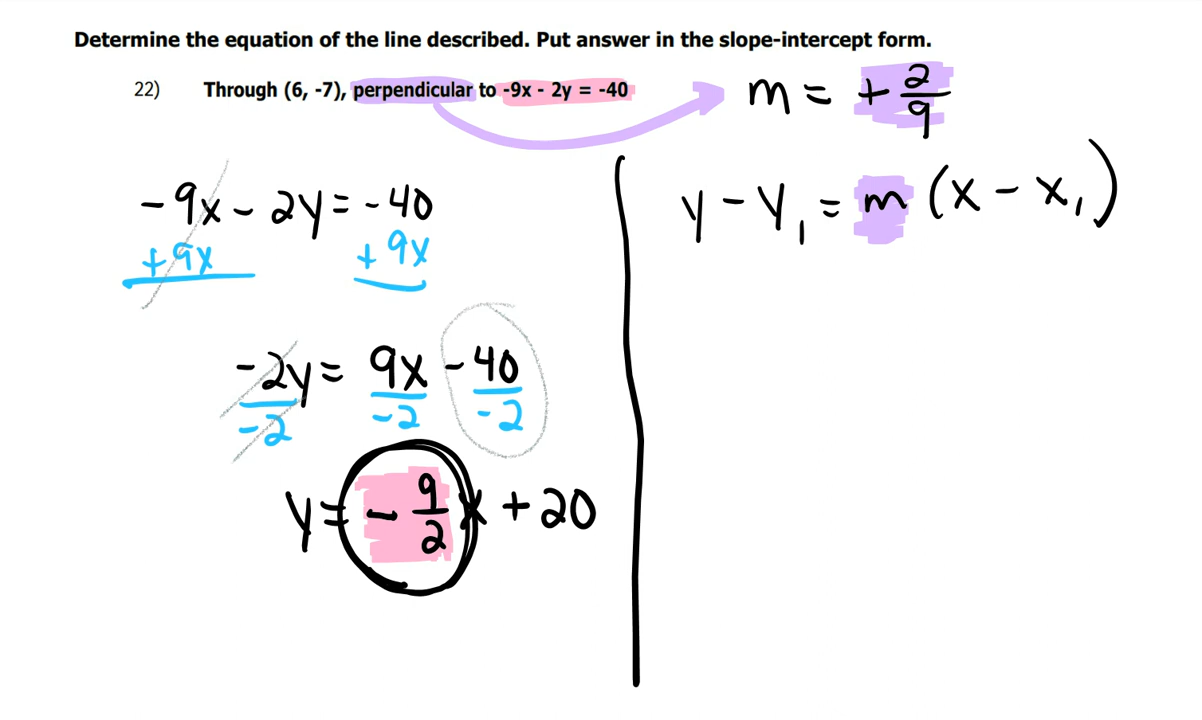 Determine the equation of the line described. Put answer in the slope-intercept form.
22) Through (6, -7), perpendicular to -9x - 2y = -40
m = + 2/9
-9x - 2y = -40
+9x +9x
-2y = 9x - 40
-2 -2 -2
y = - 9/2 x + 20
y - y₁ = m (x - x₁)